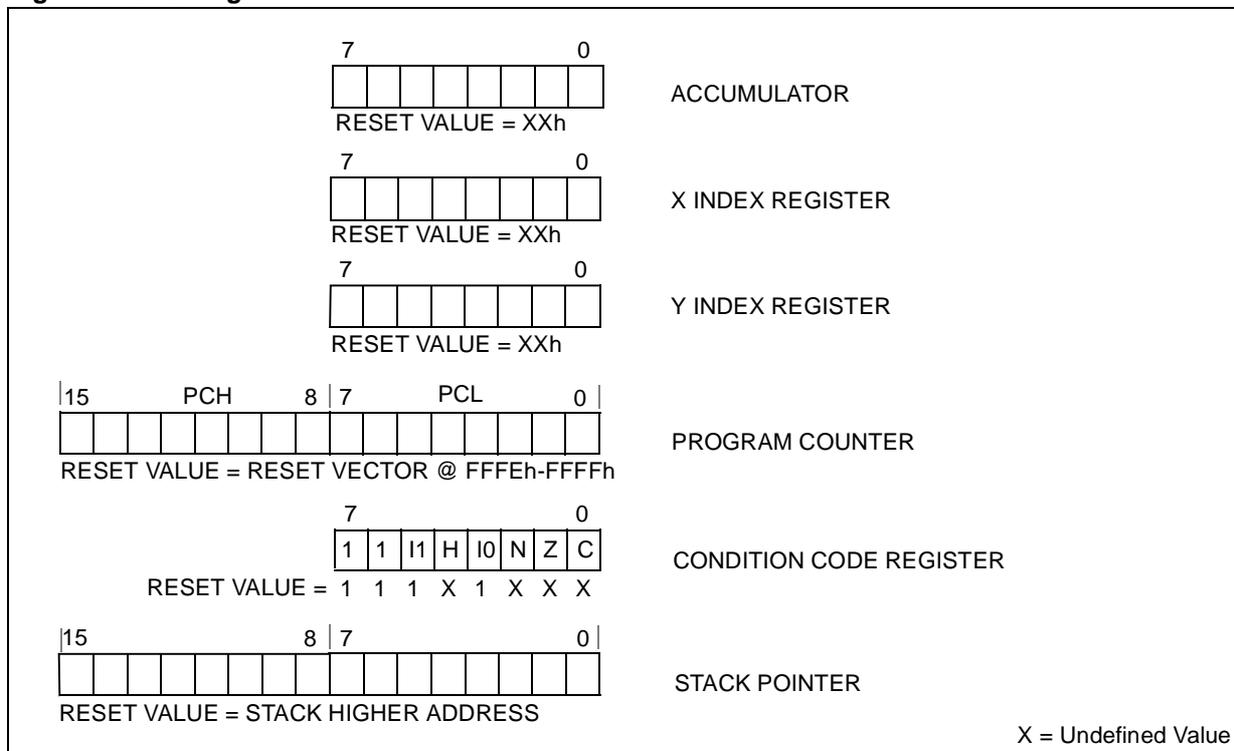 7 0
ACCUMULATOR
RESET VALUE = XXh
7 0
X INDEX REGISTER
RESET VALUE = XXh
7 0
Y INDEX REGISTER
RESET VALUE = XXh
15 PCH 8 7 PCL 0
PROGRAM COUNTER
RESET VALUE = RESET VECTOR @ FFFEh-FFFFh
7 0
1 1 I1 H I0 N Z C
CONDITION CODE REGISTER
RESET VALUE = 1 1 1 X 1 X X X
15 8 7 0
STACK POINTER
RESET VALUE = STACK HIGHER ADDRESS
X = Undefined Value